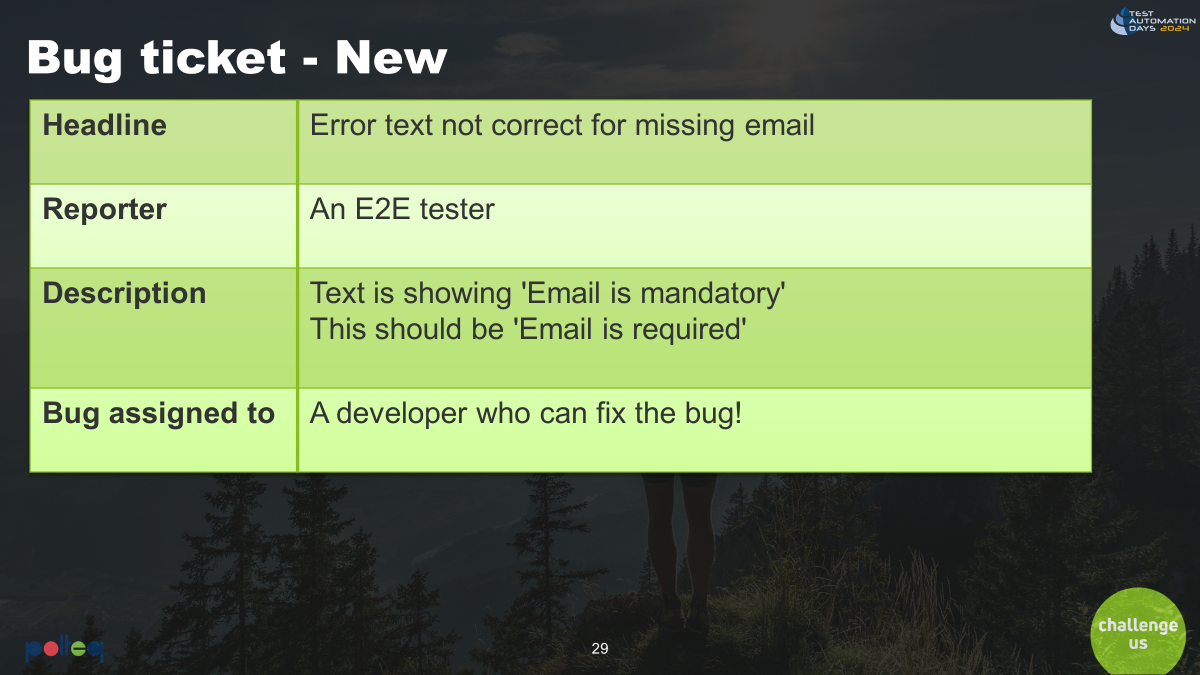 TEST
AUTOMATION
DAYS 2024
Bug ticket - New
Headline
Error text not correct for missing email
Reporter
An E2E tester
Description
Text is showing 'Email is mandatory'
This should be 'Email is required'
Bug assigned to
A developer who can fix the bug!
polteq
29
challenge
us